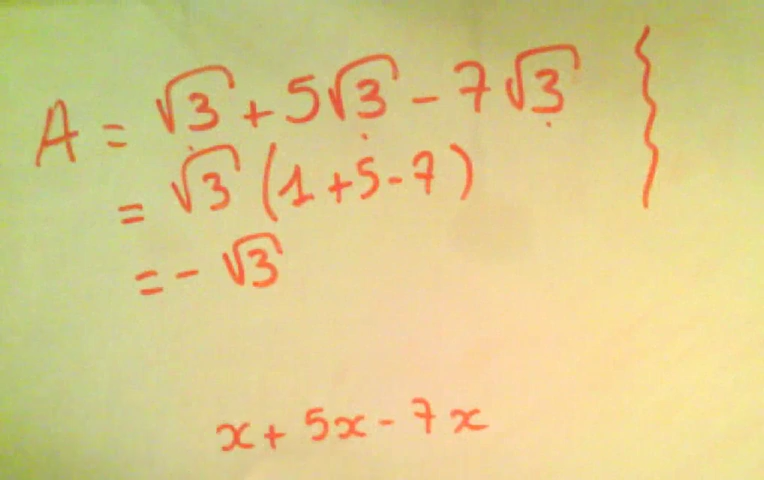 A = √3 + 5√3 - 7√3
= √3 (1 + 5 - 7)
= - √3
x + 5x - 7x